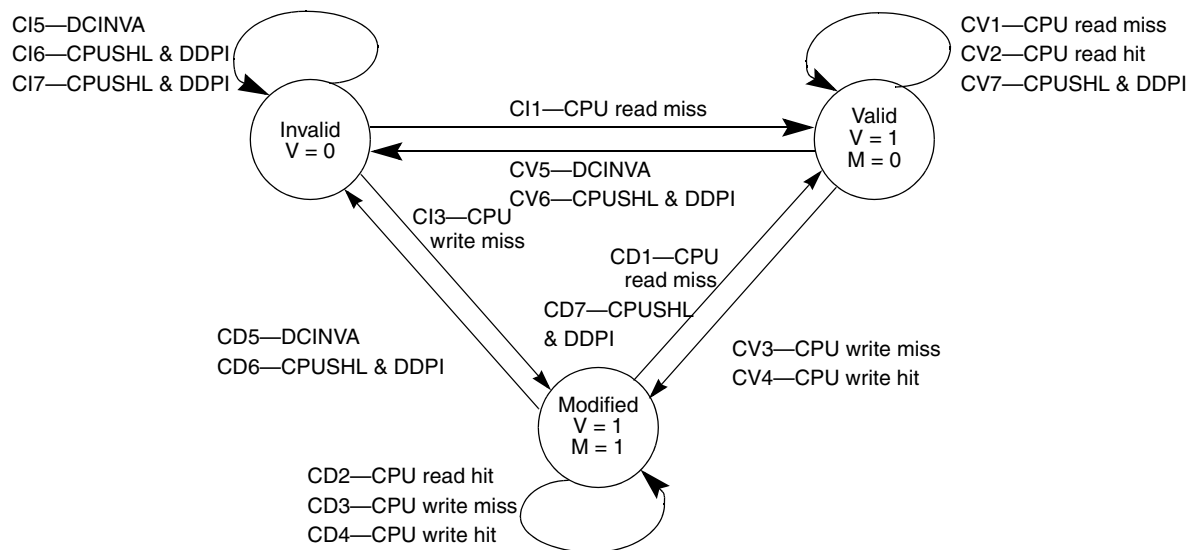 CI5—DCINVA
CI6—CPUSHL & DDPI
CI7—CPUSHL & DDPI
CV1—CPU read miss
CV2—CPU read hit
CV7—CPUSHL & DDPI
Invalid
V = 0
CI1—CPU read miss
Valid
V = 1
M = 0
CV5—DCINVA
CV6—CPUSHL & DDPI
CI3—CPU
write miss
CD1—CPU
read miss
CD7—CPUSHL
& DDPI
CD5—DCINVA
CD6—CPUSHL & DDPI
CV3—CPU write miss
CV4—CPU write hit
Modified
V = 1
M = 1
CD2—CPU read hit
CD3—CPU write miss
CD4—CPU write hit